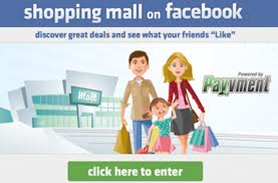 shopping mall on facebook
discover great deals and see what your friends "Like"
mall
Powered by
Payvment
click here to enter